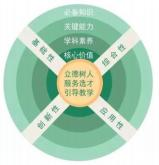 必备知识
关键能力
学科素养
核心价值
基础性
综合性
立德树人
服务选才
引导教学
创新性
应用性